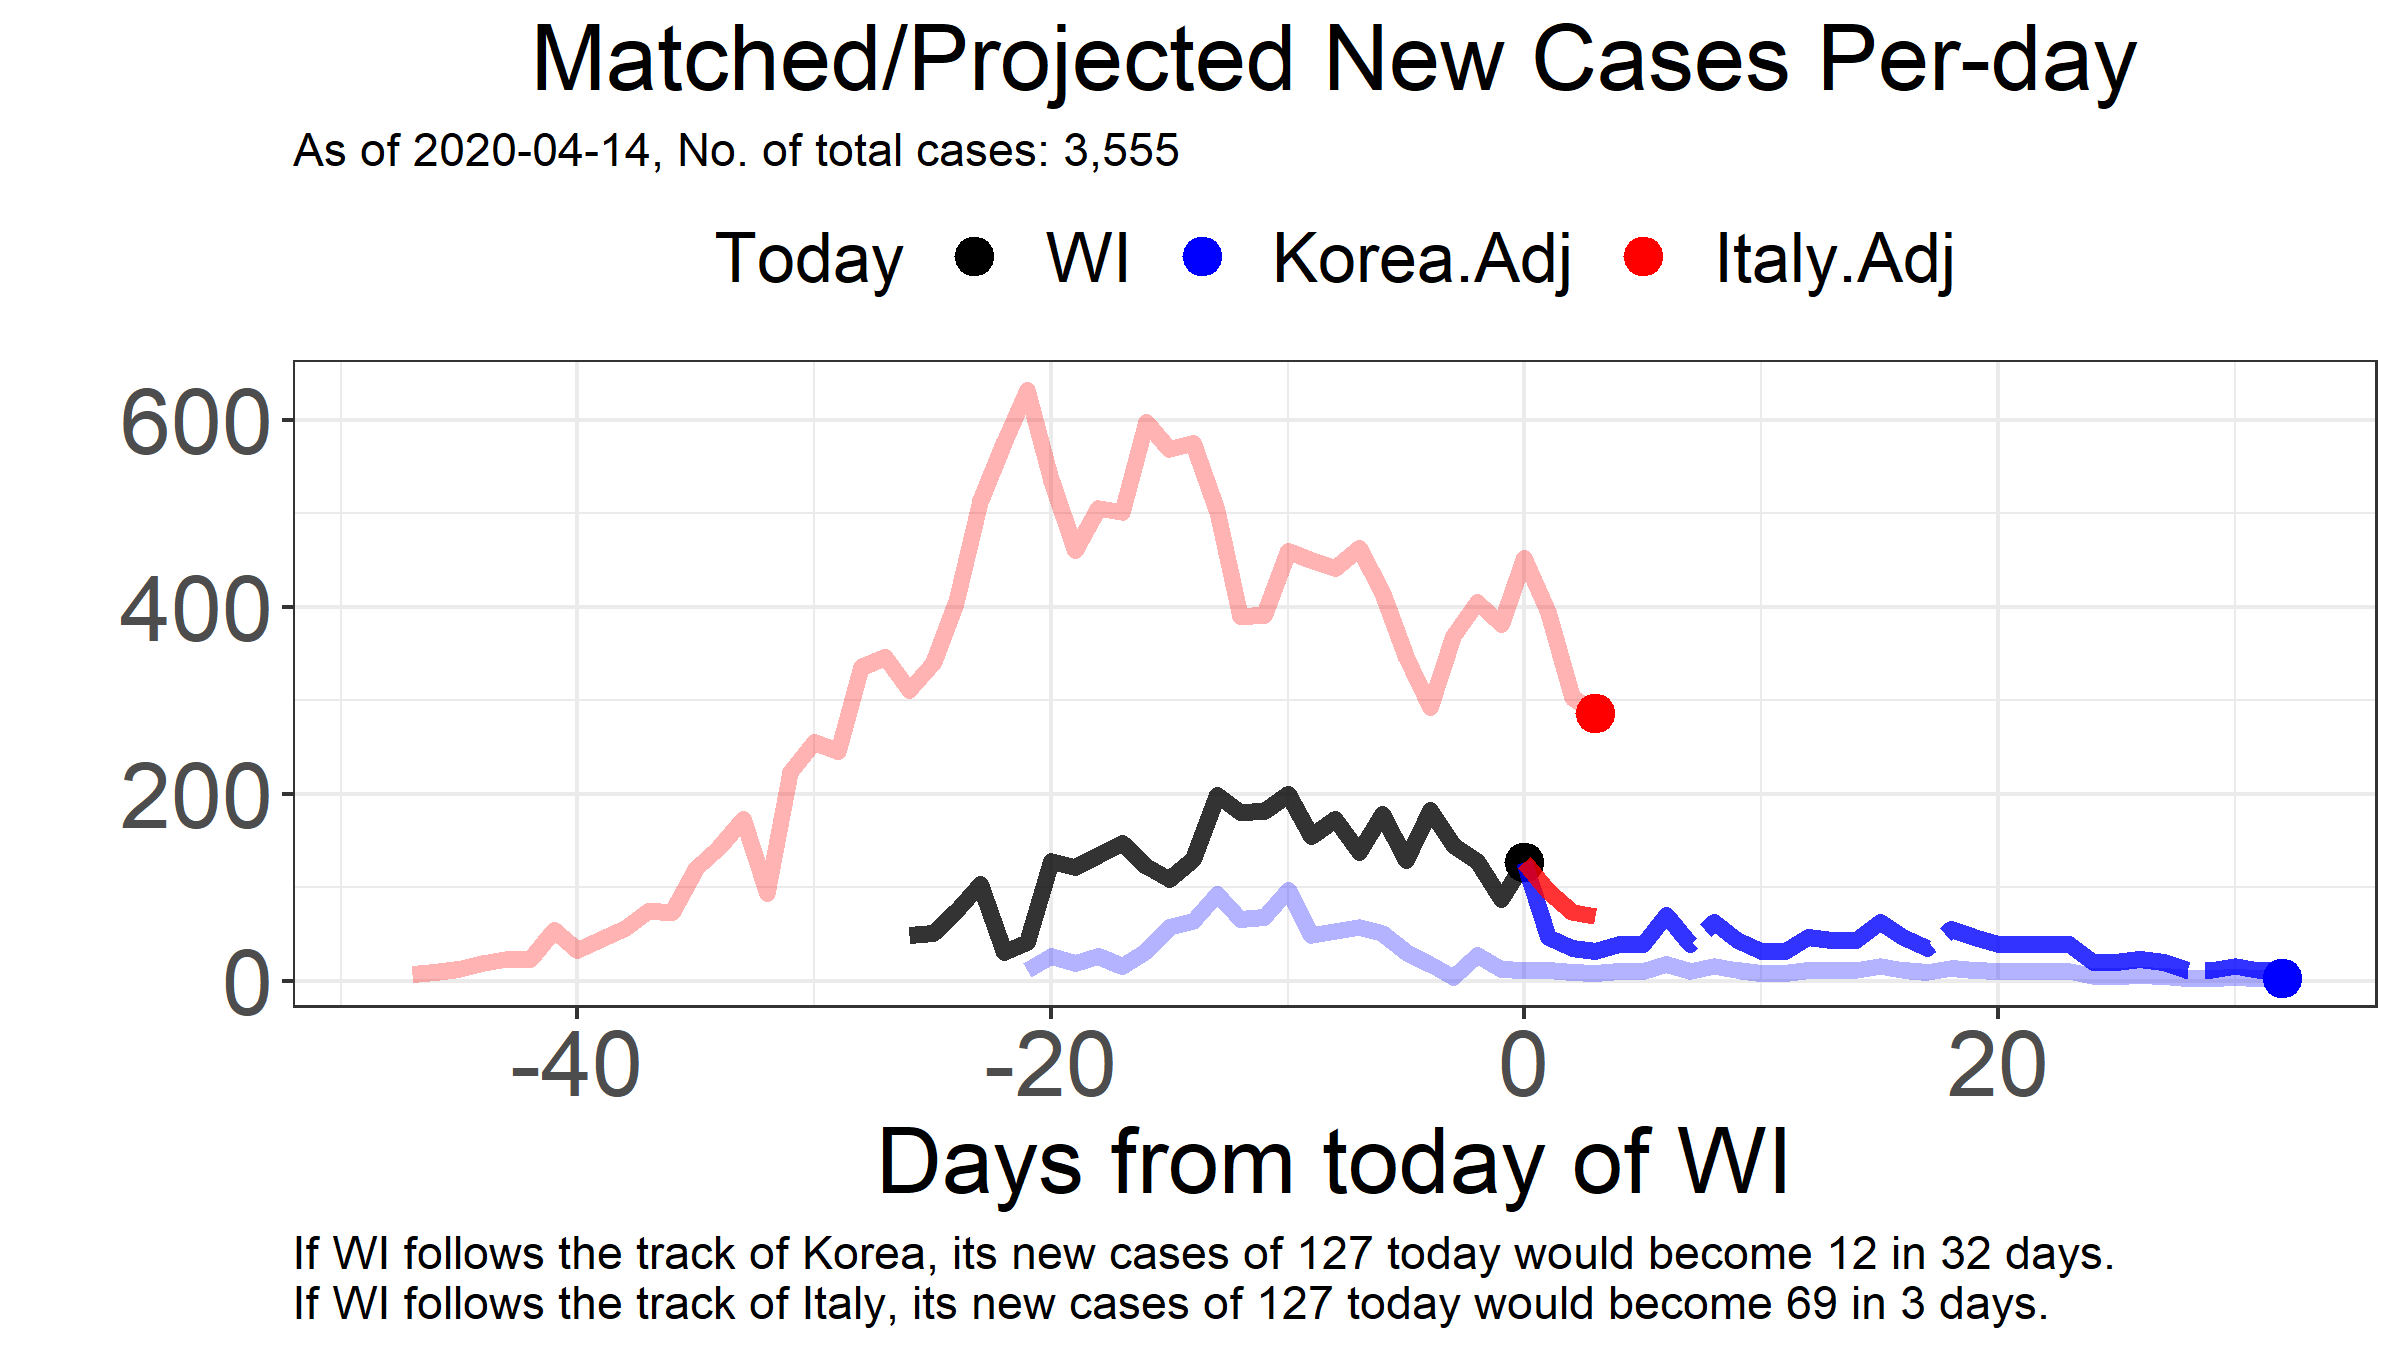 Matched/Projected New Cases Per-day
As of 2020-04-14, No. of total cases: 3,555
Today WI Korea.Adj Italy.Adj
600
400
200
0
-40 -20 0 20
Days from today of WI
If WI follows the track of Korea, its new cases of 127 today would become 12 in 32 days.
If WI follows the track of Italy, its new cases of 127 today would become 69 in 3 days.